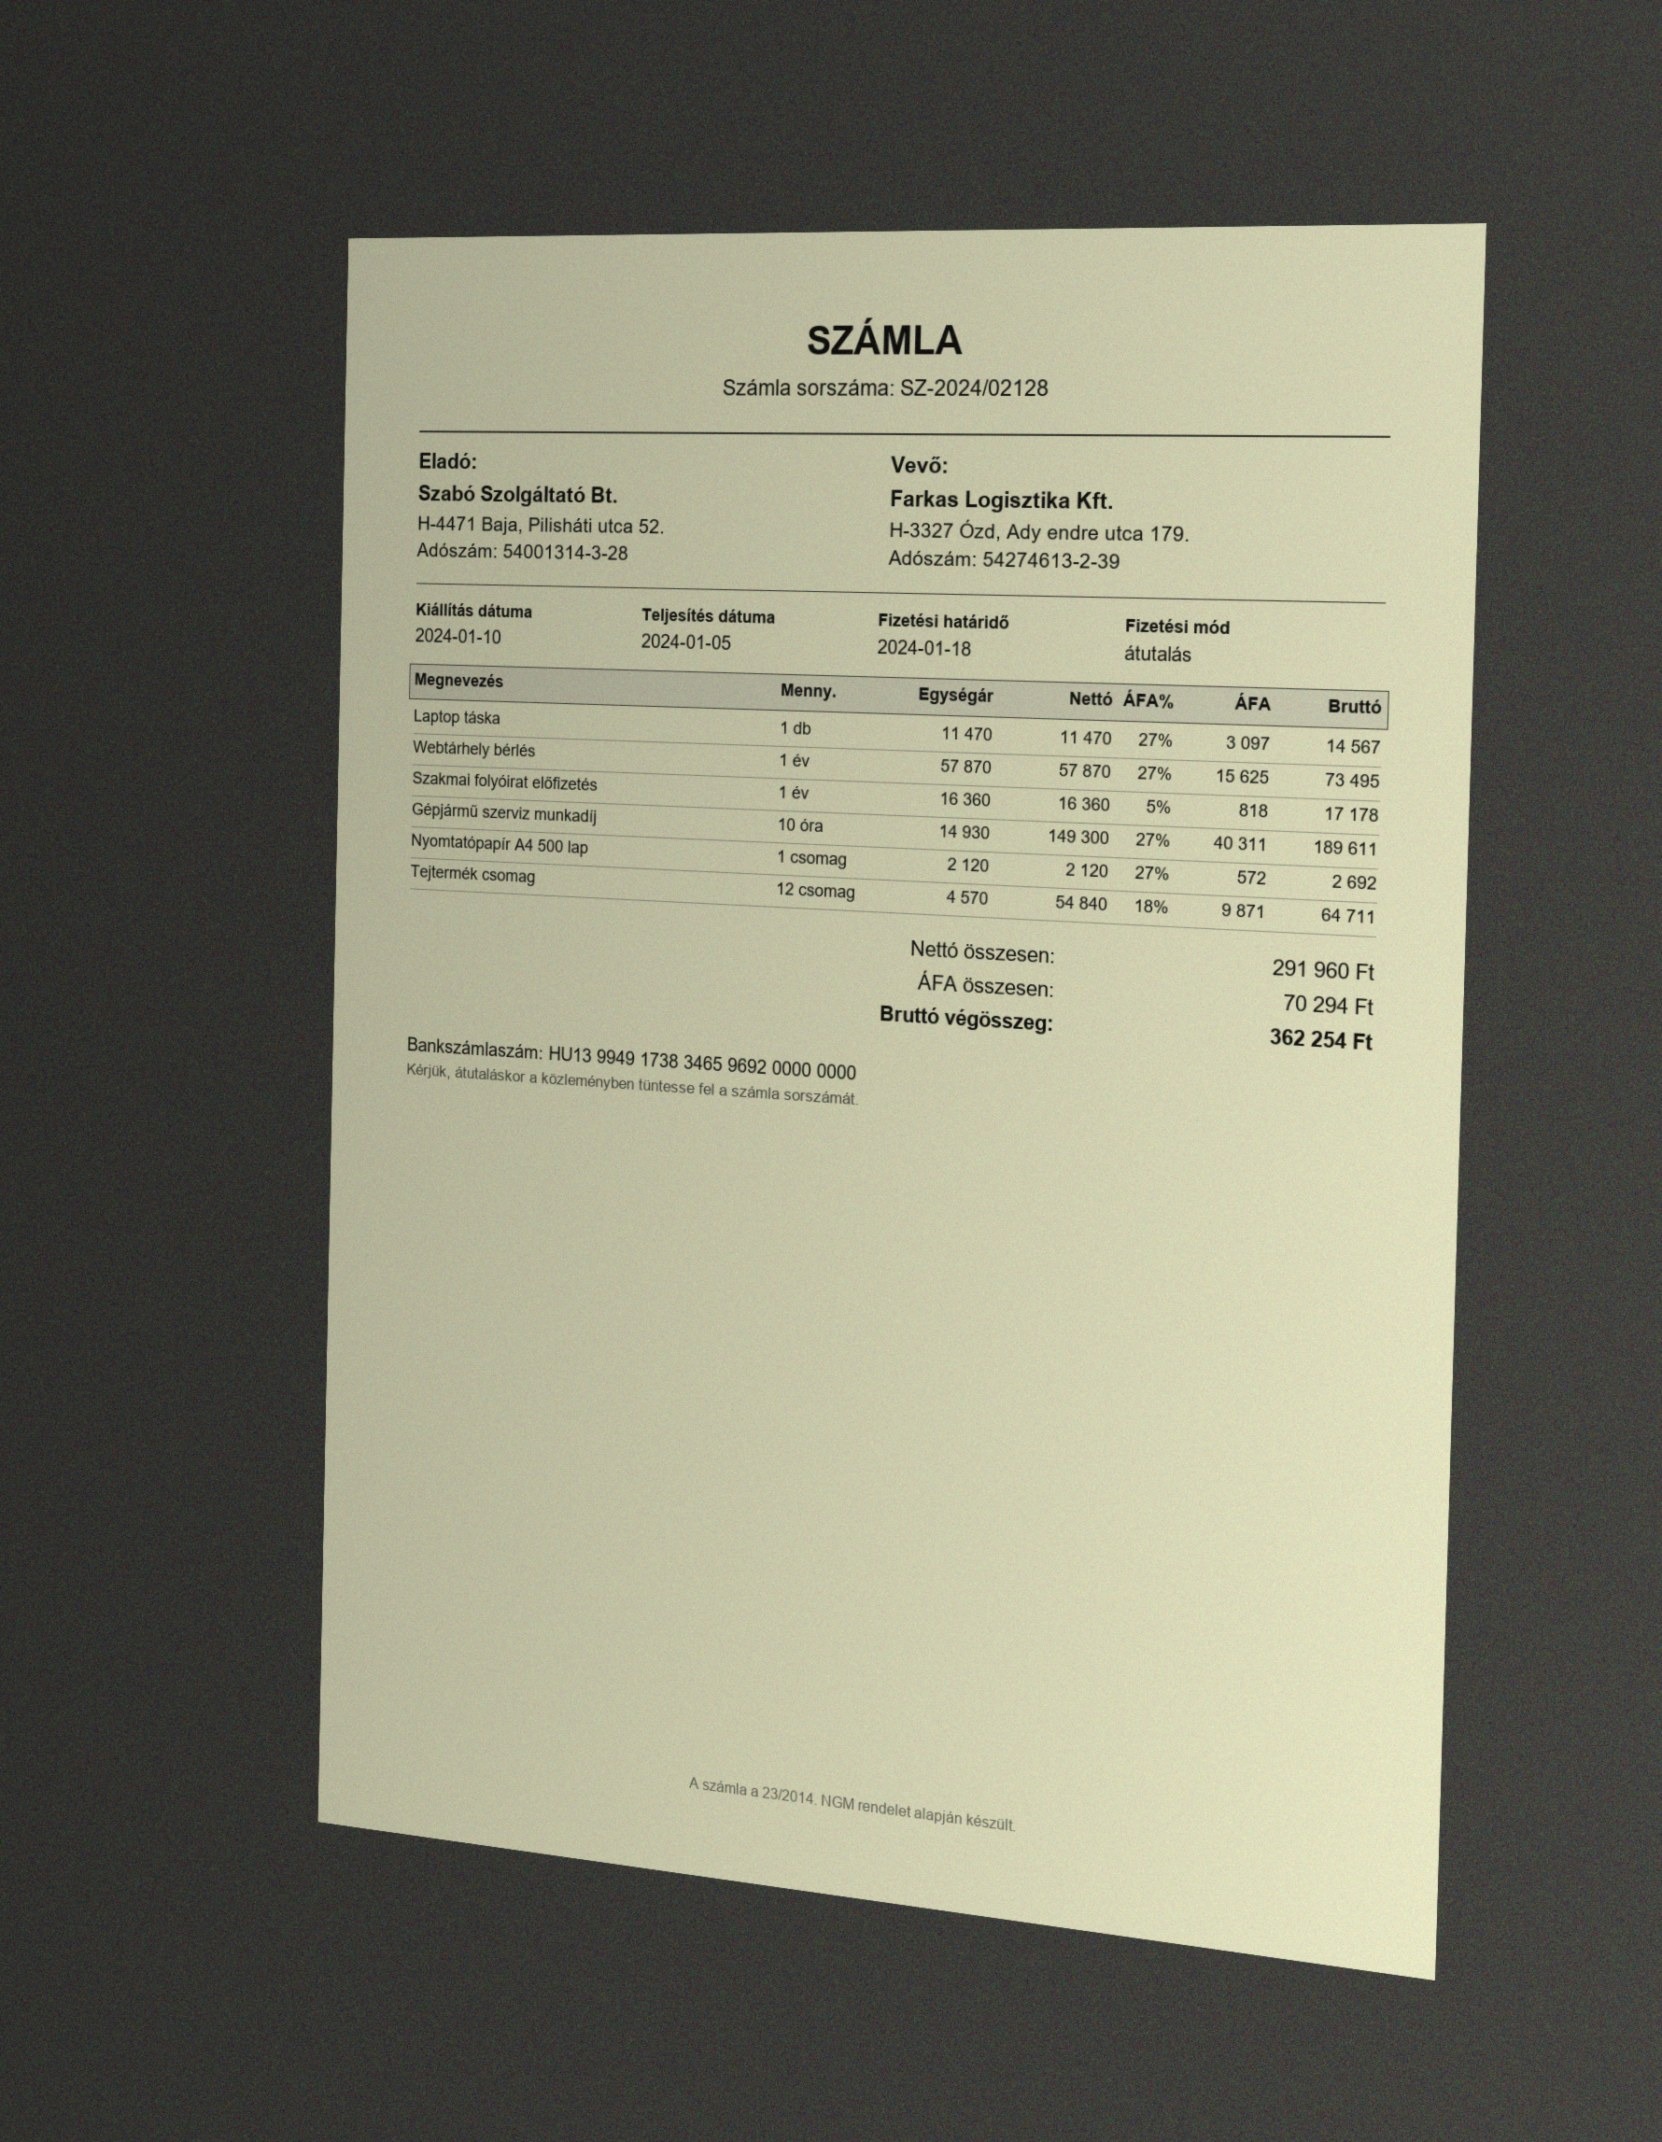 SZÁMLA
Számla sorszáma: SZ-2024/02128
Eladó:
Szabó Szolgáltató Bt.
H-4471 Baja, Pilisháti utca 52.
Adószám: 54001314-3-28
Vevő:
Farkas Logisztika Kft.
H-3327 Ózd, Ady endre utca 179.
Adószám: 54274613-2-39
Kiállítás dátuma Teljesítés dátuma Fizetési határidő Fizetési mód
2024-01-10 2024-01-05 2024-01-18 átutalás
Megnevezés Menny. Egységár Nettó ÁFA% ÁFA Bruttó
Laptop táska 1 db 11 470 11 470 27% 3 097 14 567
Webtárhely bérlés 1 év 57 870 57 870 27% 15 625 73 495
Szakmai folyóirat előfizetés 1 év 16 360 16 360 5% 818 17 178
Gépjármű szerviz munkadíj 10 óra 14 930 149 300 27% 40 311 189 611
Nyomtatópapír A4 500 lap 1 csomag 2 120 2 120 27% 572 2 692
Tejtermék csomag 12 csomag 4 570 54 840 18% 9 871 64 711
Nettó összesen: 291 960 Ft
ÁFA összesen: 70 294 Ft
Bruttó végösszeg: 362 254 Ft
Bankszámlaszám: HU13 9949 1738 3465 9692 0000 0000
Kérjük, átutaláskor a közleményben tüntesse fel a számla sorszámát.
A számla a 23/2014. NGM rendelet alapján készült.